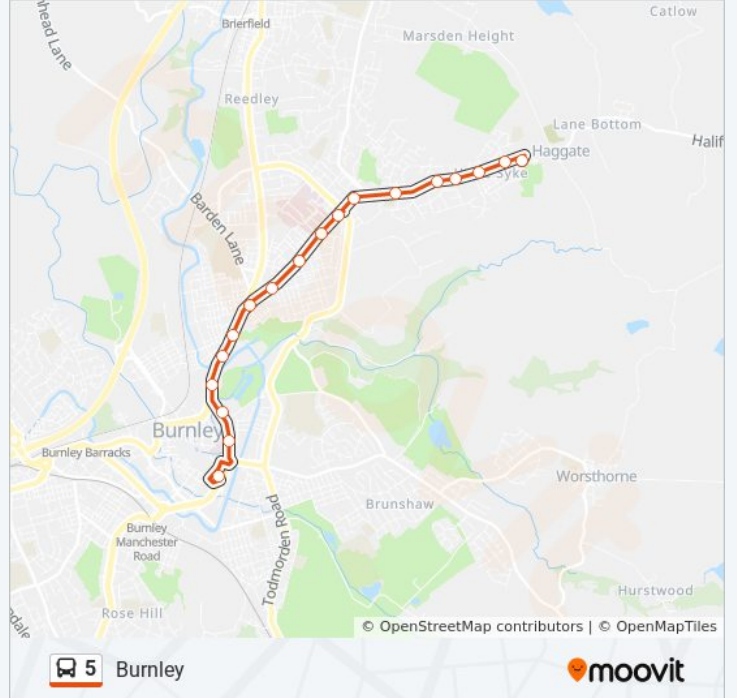 Catlow
Brierfield
head Lane
Marsden Height
Reedley
Lane Bottom
Halif
Haggate
Syke
Barden Lane
Burnley
Burnley Barracks
Worsthorne
Brunshaw
Burnley
Manchester
Road
Todmorden Road
Hurstwood
Rose Hill
dale
© OpenStreetMap contributors | © OpenMapTiles
5 Burnley
moovit